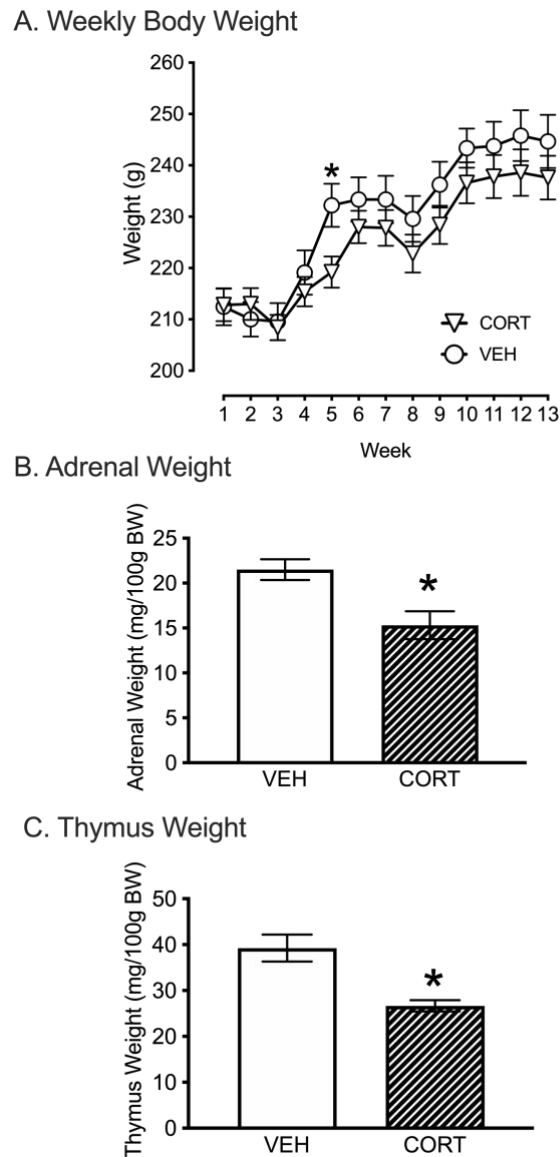 A. Weekly Body Weight
260
250
240
230
220
210
200
Weight (g)
*
CORT
VEH
1 2 3 4 5 6 7 8 9 10 11 12 13
Week
B. Adrenal Weight
25
20
15
10
5
0
Adrenal Weight (mg/100g BW)
*
VEH CORT
C. Thymus Weight
50
40
30
20
10
0
Thymus Weight (mg/100g BW)
*
VEH CORT